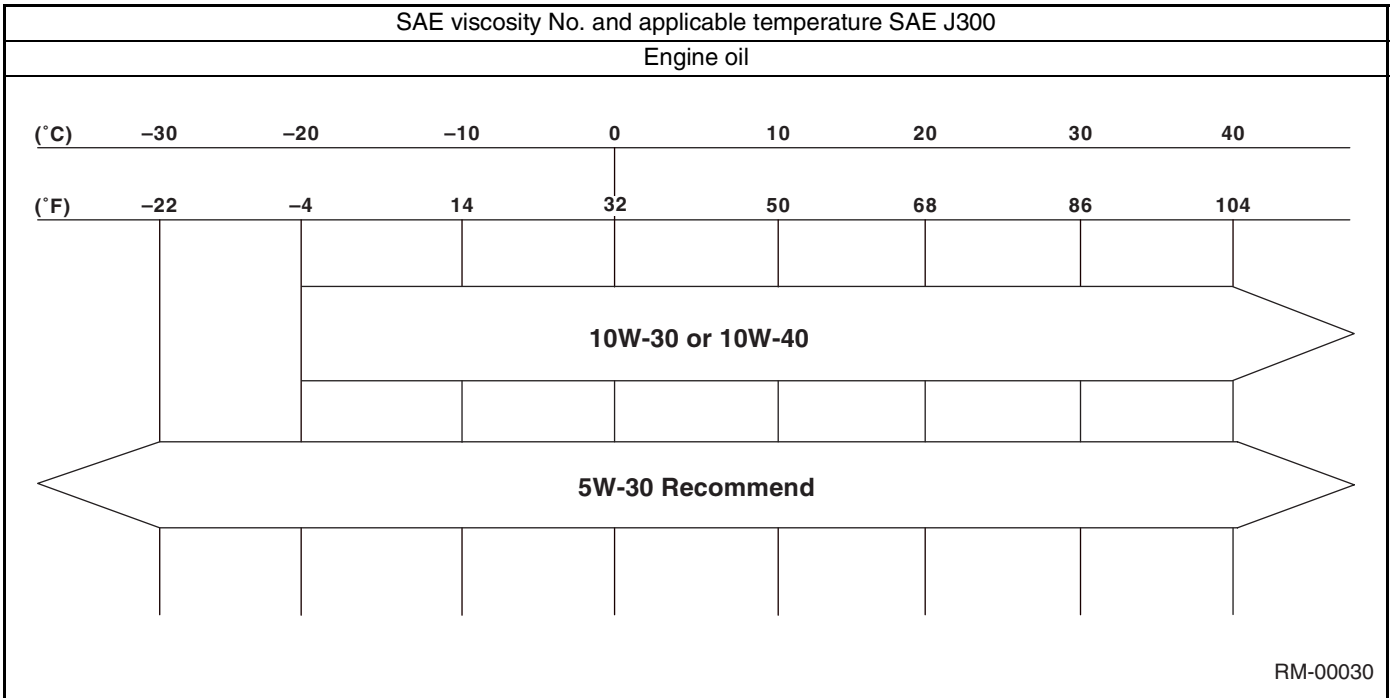 SAE viscosity No. and applicable temperature SAE J300
Engine oil
(˚C) –30 –20 –10 0 10 20 30 40
(˚F) –22 –4 14 32 50 68 86 104
10W-30 or 10W-40
5W-30 Recommend
RM-00030